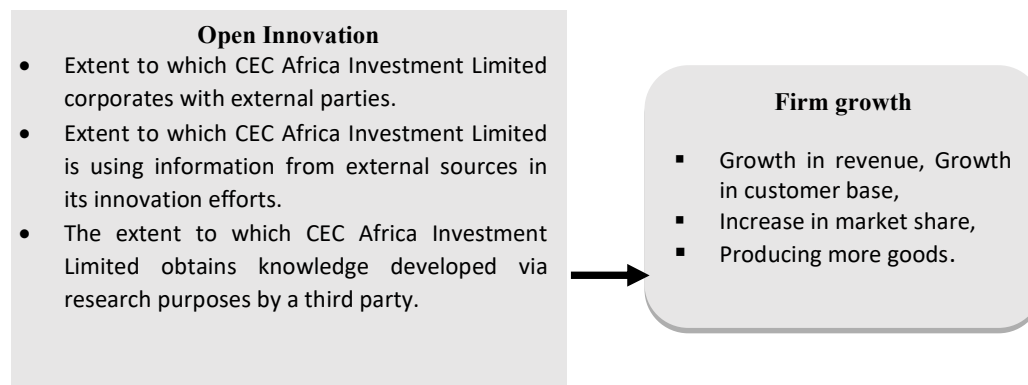 Open Innovation
• Extent to which CEC Africa Investment Limited
corporates with external parties.
• Extent to which CEC Africa Investment Limited
is using information from external sources in
its innovation efforts.
• The extent to which CEC Africa Investment
Limited obtains knowledge developed via
research purposes by a third party.
Firm growth
▪ Growth in revenue, Growth
in customer base,
▪ Increase in market share,
▪ Producing more goods.